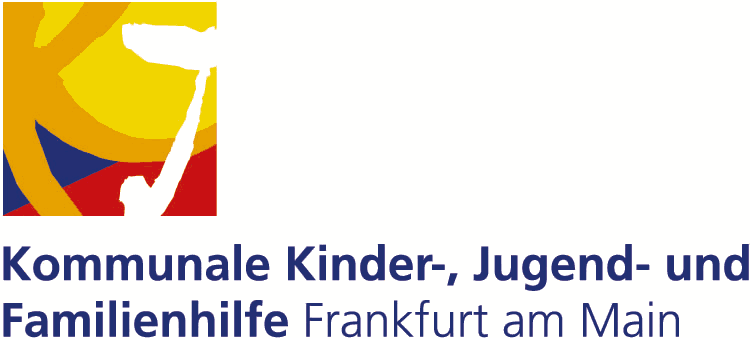 Kommunale Kinder-, Jugend- und
Familienhilfe Frankfurt am Main